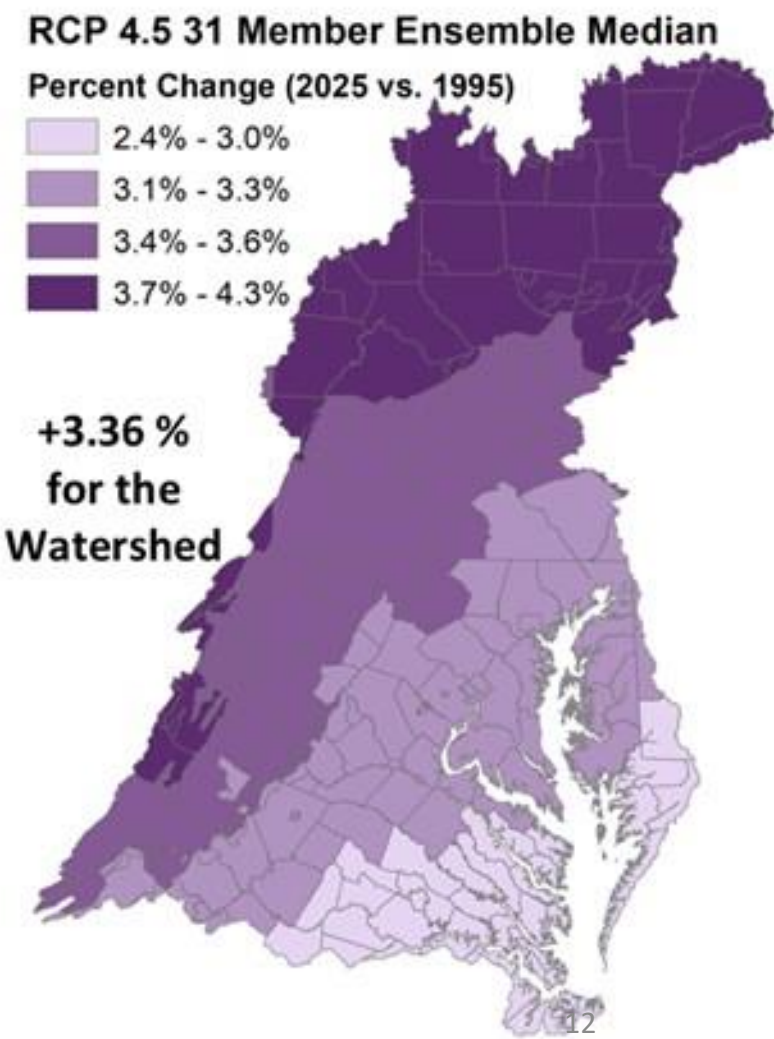 RCP 4.5 31 Member Ensemble Median
Percent Change (2025 vs. 1995)
2.4% - 3.0%
3.1% - 3.3%
3.4% - 3.6%
3.7% - 4.3%
+3.36 %
for the
Watershed
12